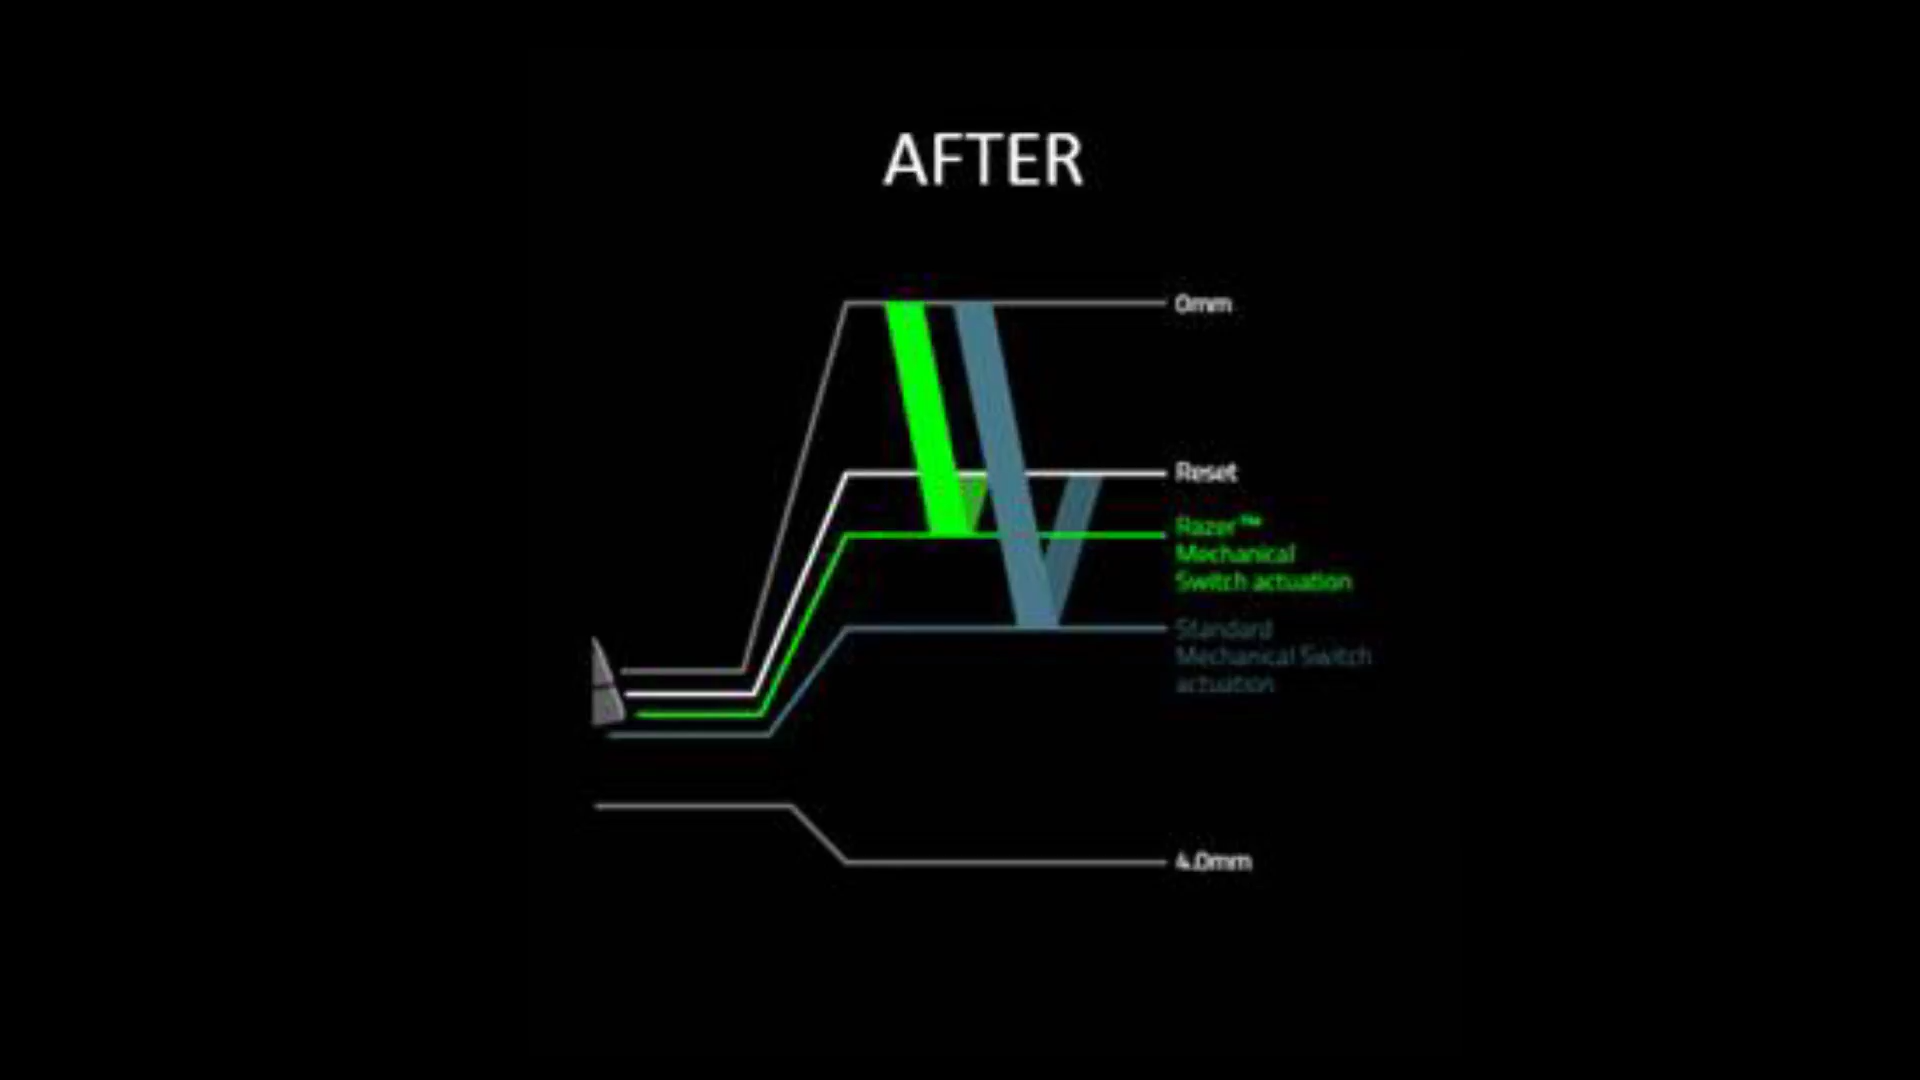 AFTER
0mm
Reset
Razer™
Mechanical
Switch actuation
Standard
Mechanical Switch
actuation
4.0mm